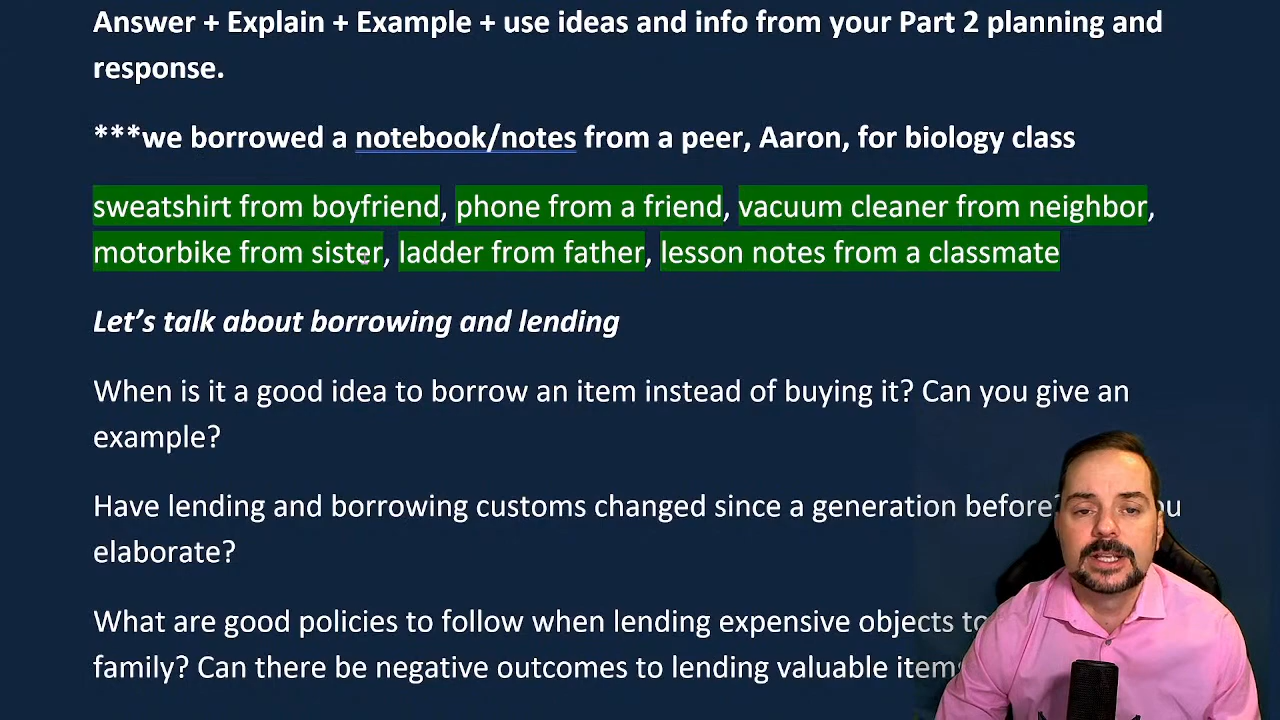 Answer + Explain + Example + use ideas and info from your Part 2 planning and
response.
***we borrowed a notebook/notes from a peer, Aaron, for biology class
sweatshirt from boyfriend, phone from a friend, vacuum cleaner from neighbor,
motorbike from sister, ladder from father, lesson notes from a classmate
Let's talk about borrowing and lending
When is it a good idea to borrow an item instead of buying it? Can you give an
example?
Have lending and borrowing customs changed since a generation before?
elaborate?
What are good policies to follow when lending expensive objects to
family? Can there be negative outcomes to lending valuable